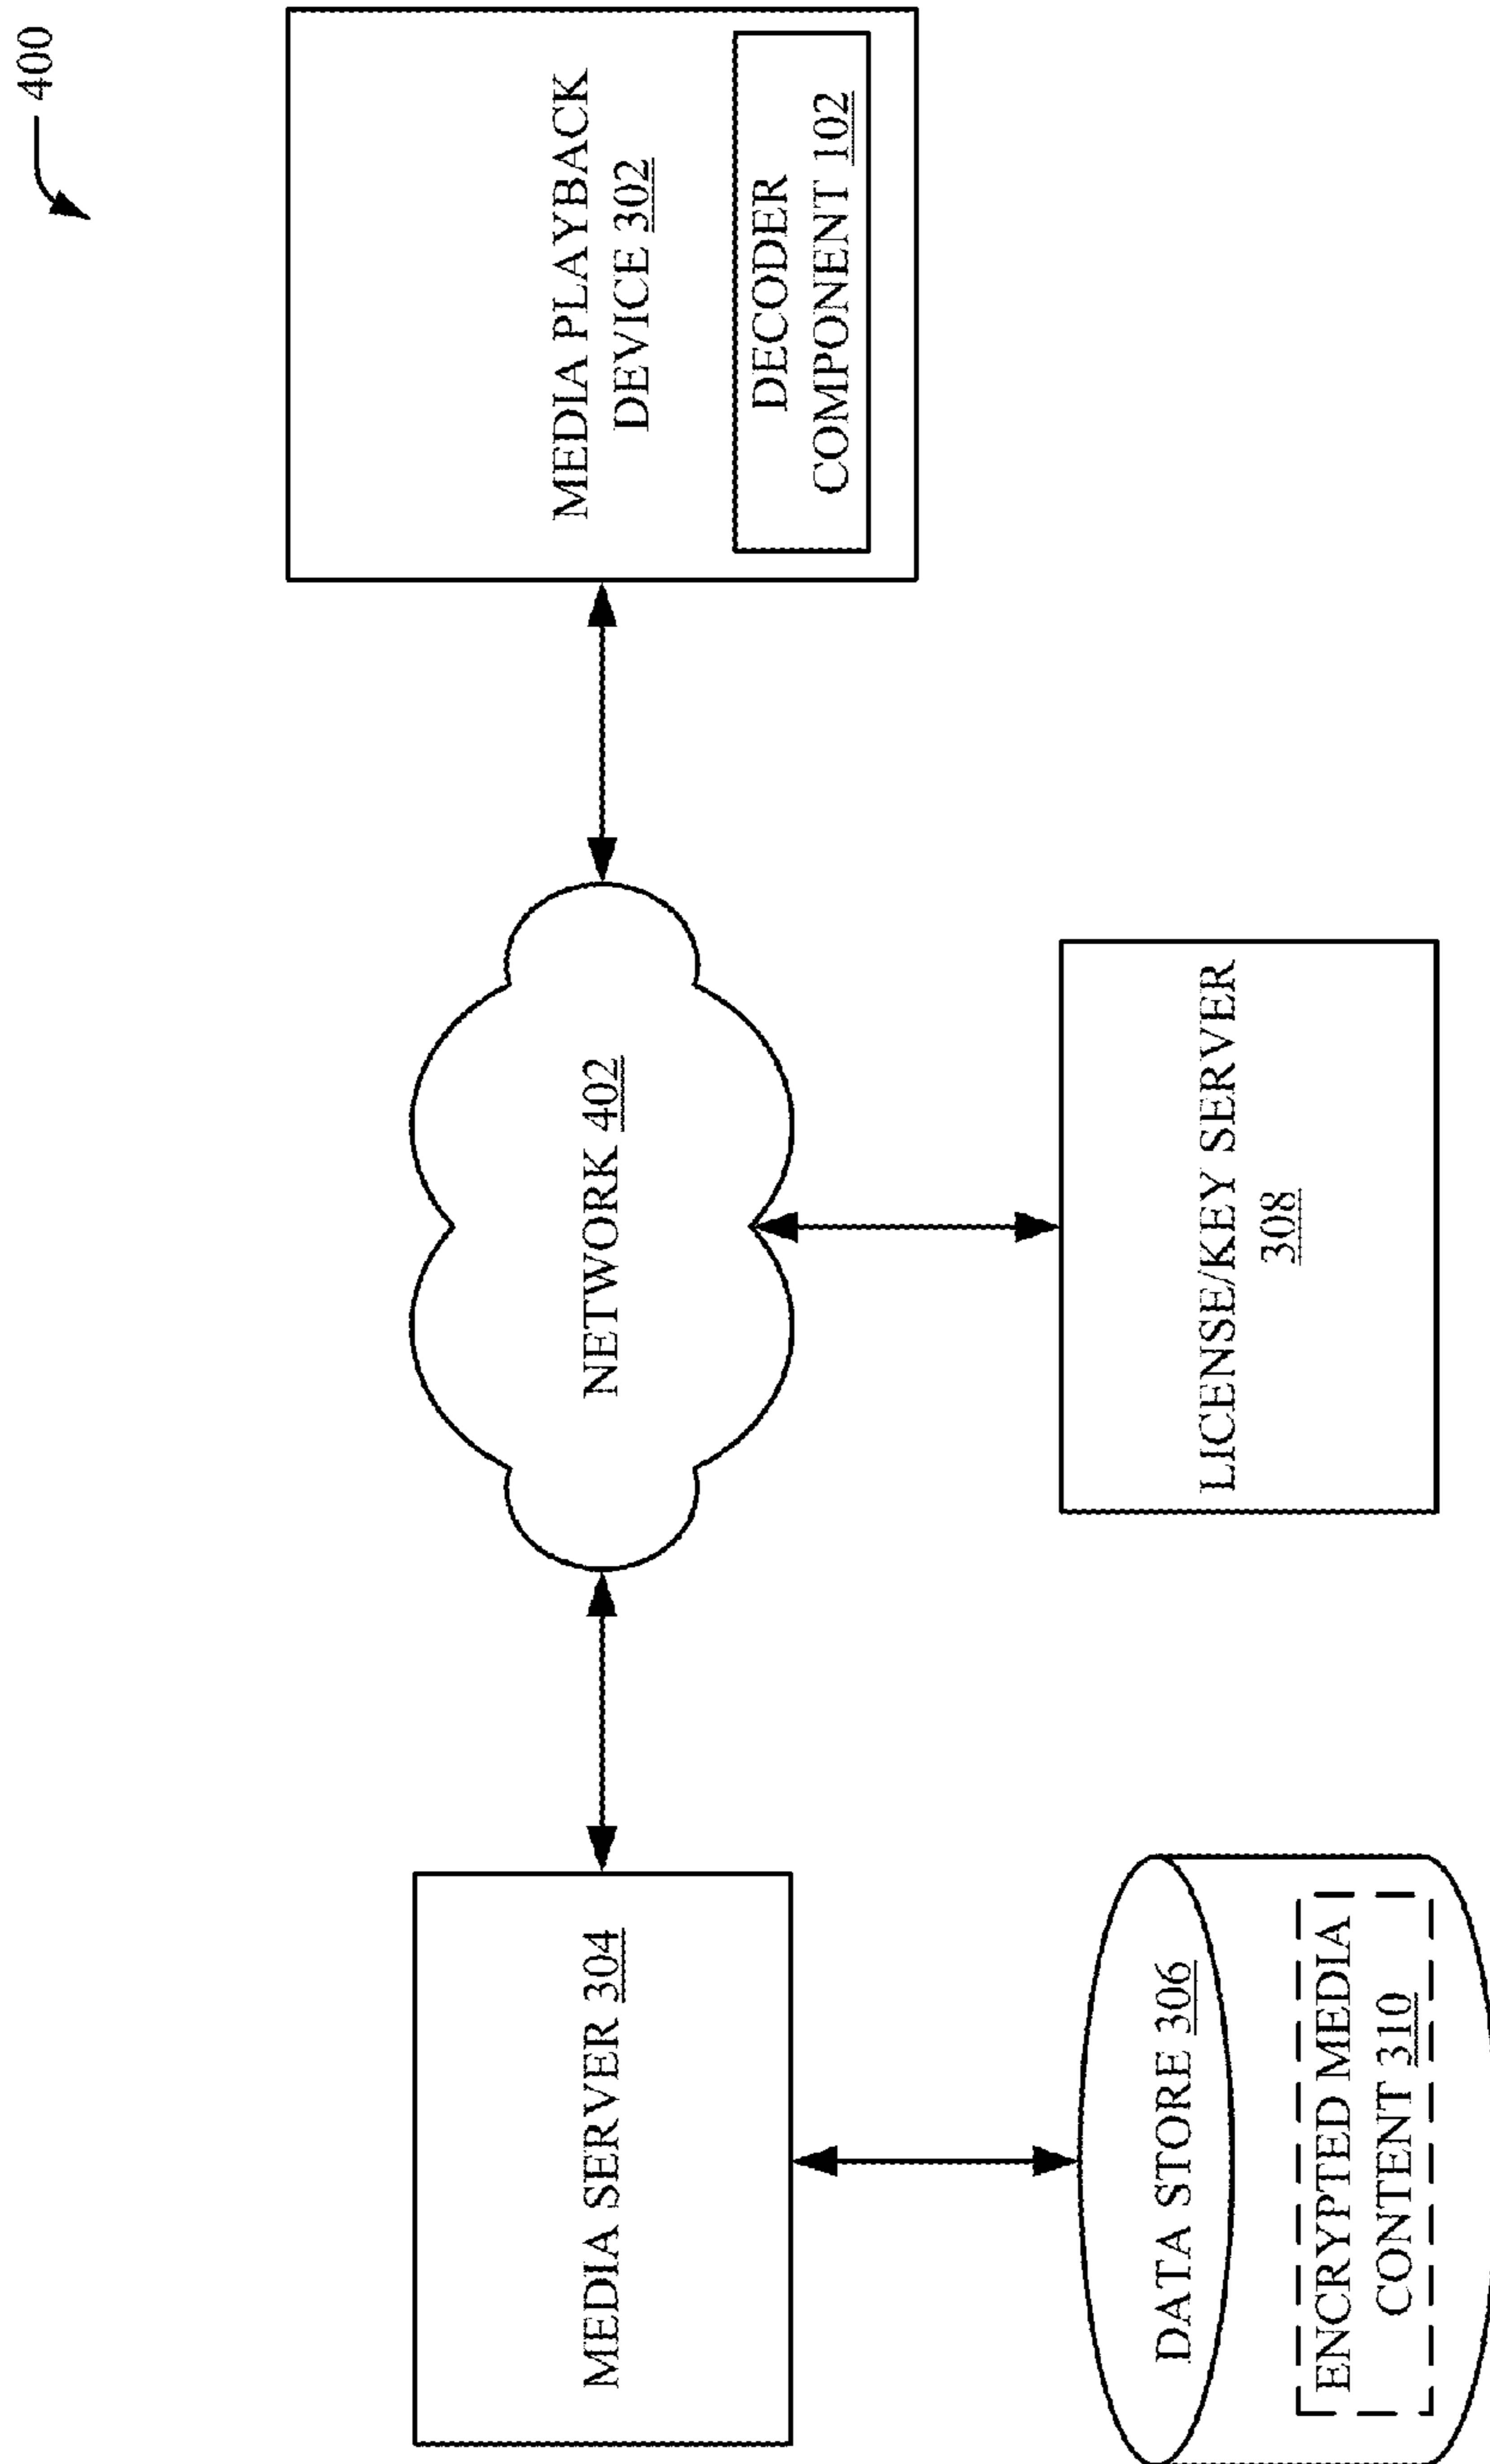 400
MEDIA SERVER 304
NETWORK 402
MEDIA PLAYBACK
DEVICE 302
DECODER
COMPONENT 102
DATA STORE 306
ENCRYPTED MEDIA
CONTENT 310
LICENSE/KEY SERVER
308